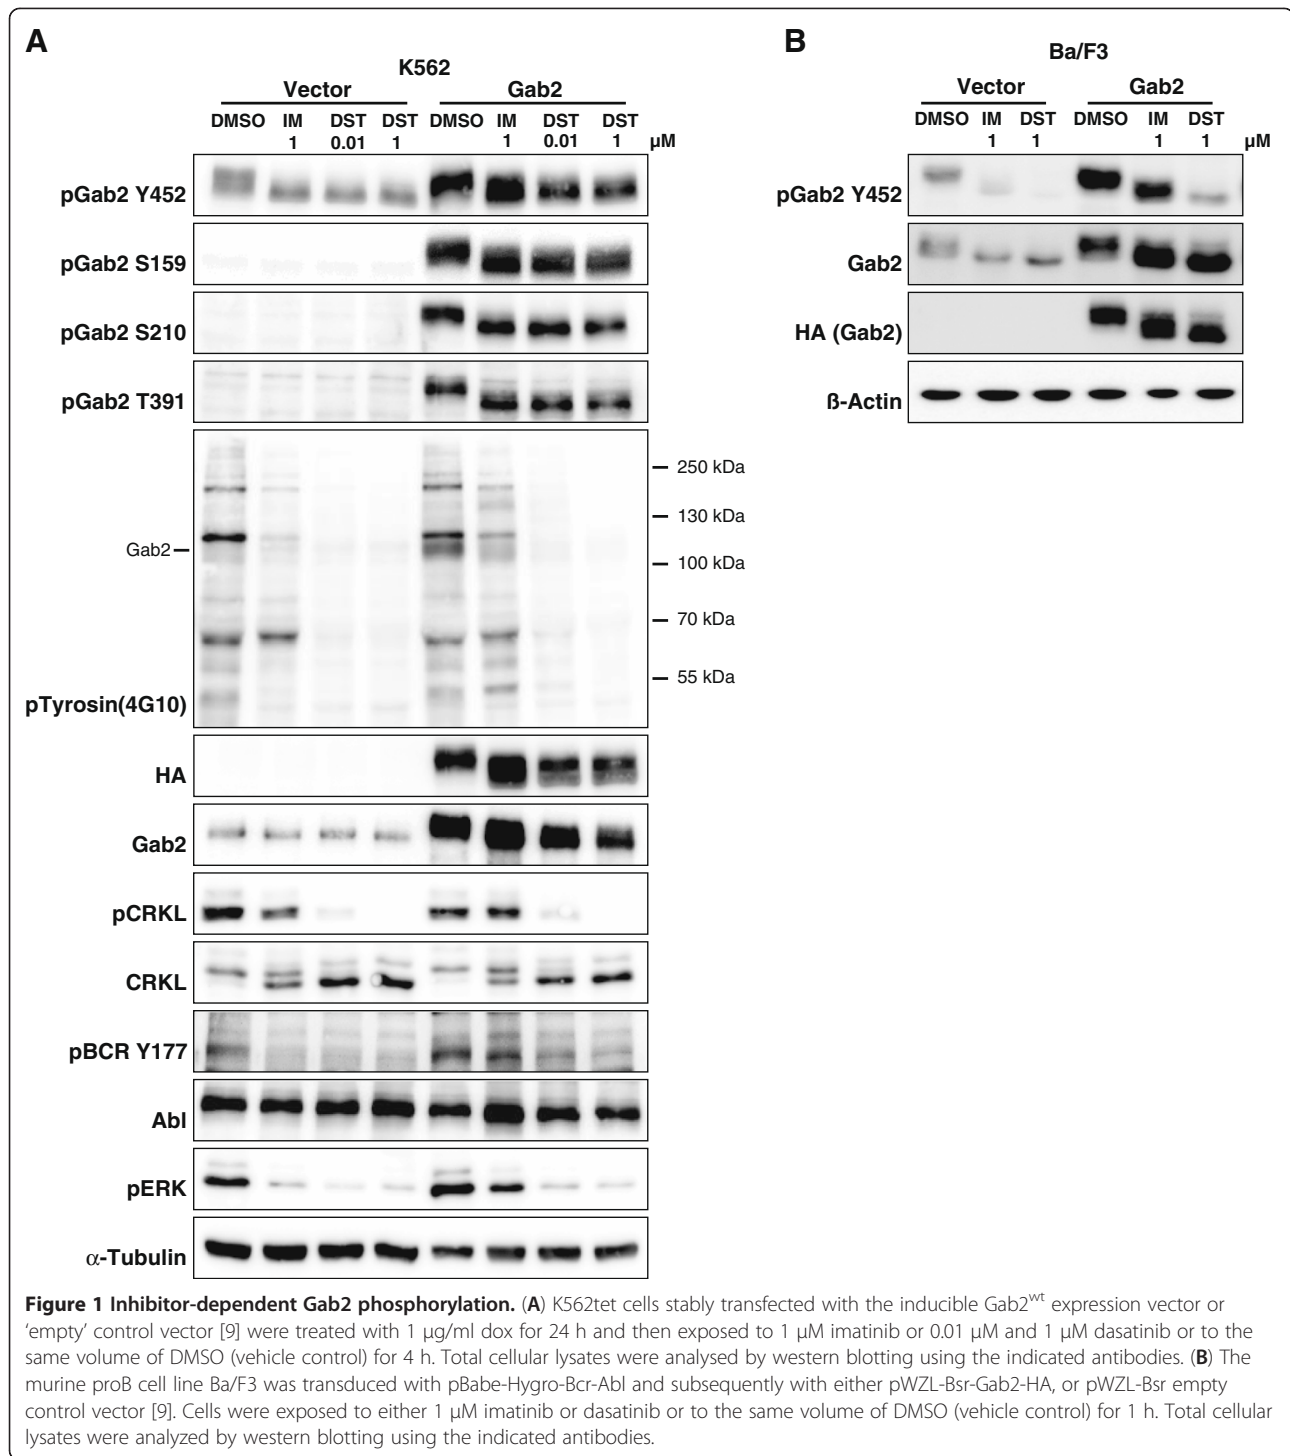 A
K562
Vector Gab2
DMSO IM DST DST DMSO IM DST DST
1 0.01 1 1 0.01 1 µM
pGab2 Y452
pGab2 S159
pGab2 S210
pGab2 T391
250 kDa
130 kDa
Gab2
100 kDa
70 kDa
55 kDa
pTyrosin(4G10)
HA
Gab2
pCRKL
CRKL
pBCR Y177
Abl
pERK
α-Tubulin
B
Ba/F3
Vector Gab2
DMSO IM DST DMSO IM DST
1 1 1 1 µM
pGab2 Y452
Gab2
HA (Gab2)
ß-Actin
Figure 1 Inhibitor-dependent Gab2 phosphorylation. (A) K562tet cells stably transfected with the inducible Gab2wt expression vector or
‘empty’ control vector [9] were treated with 1 µg/ml dox for 24 h and then exposed to 1 µM imatinib or 0.01 µM and 1 µM dasatinib or to the
same volume of DMSO (vehicle control) for 4 h. Total cellular lysates were analysed by western blotting using the indicated antibodies. (B) The
murine proB cell line Ba/F3 was transduced with pBabe-Hygro-Bcr-Abl and subsequently with either pWZL-Bsr-Gab2-HA, or pWZL-Bsr empty
control vector [9]. Cells were exposed to either 1 µM imatinib or dasatinib or to the same volume of DMSO (vehicle control) for 1 h. Total cellular
lysates were analyzed by western blotting using the indicated antibodies.